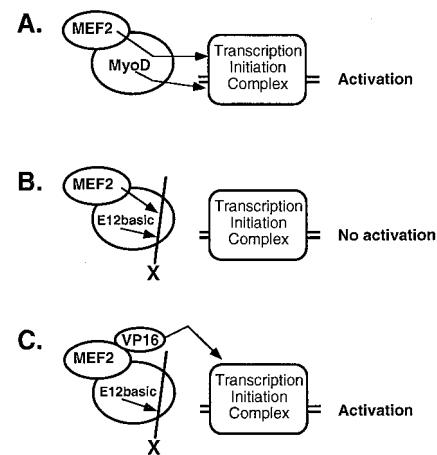 A.
MEF2
MyoD
Transcription
Initiation
Complex
Activation
B.
MEF2
E12basic
X
Transcription
Initiation
Complex
No activation
C.
VP16
MEF2
E12basic
X
Transcription
Initiation
Complex
Activation